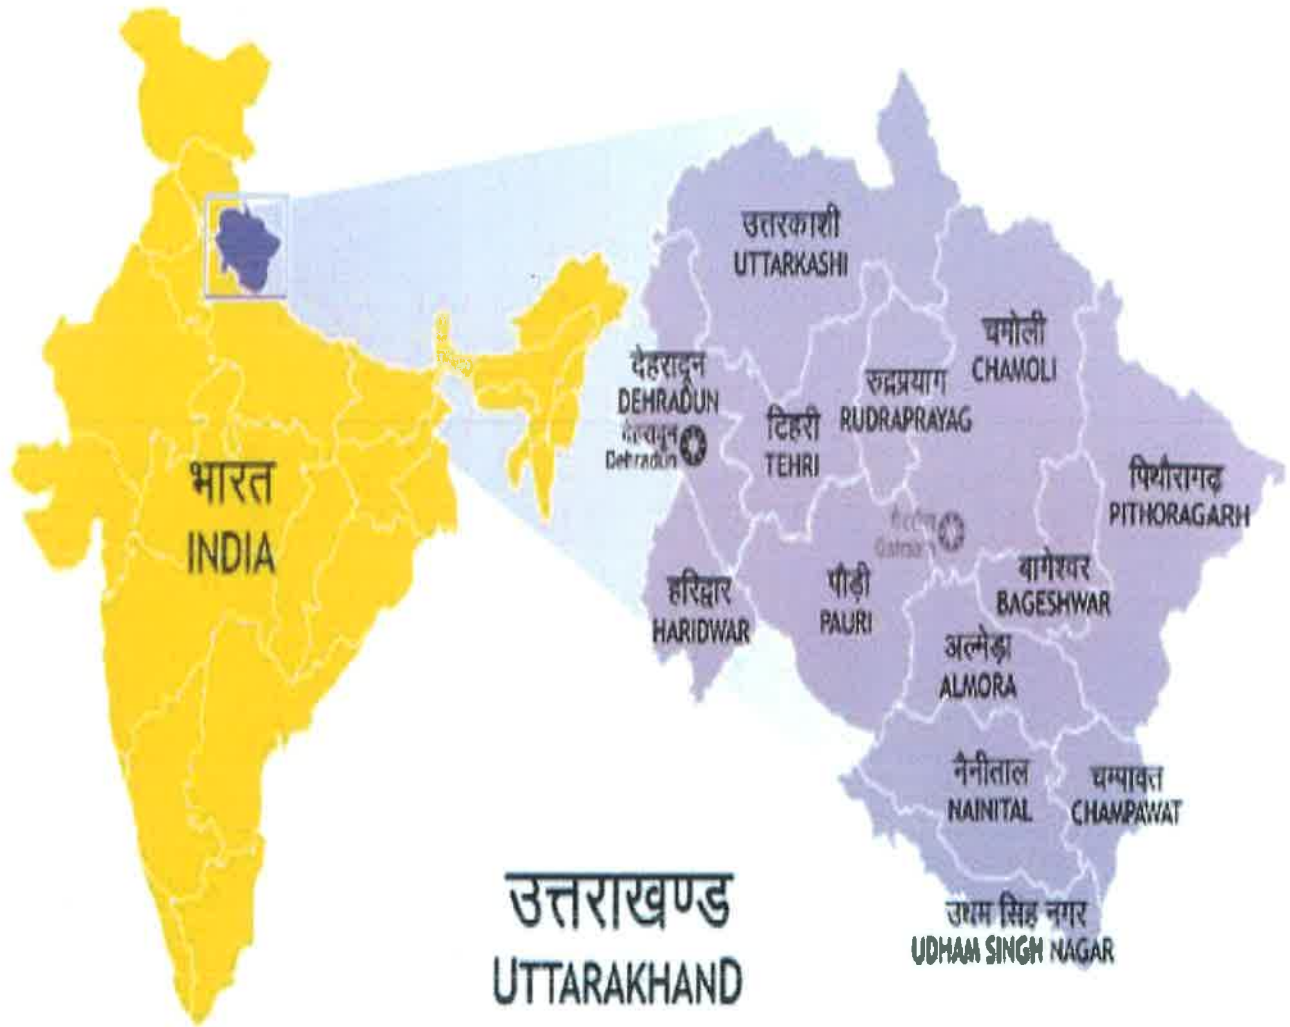 भारत
INDIA
उत्तरकाशी
UTTARKASHI
चमोली
CHAMOLI
देहरादून
DEHRADUN
देहरादून
Dehradun
रुद्रप्रयाग
RUDRAPRAYAG
टिहरी
TEHRI
पिथौरागढ़
PITHORAGARH
हरिद्वार
HARIDWAR
पौड़ी
PAURI
बागेश्वर
BAGESHWAR
अल्मोड़ा
ALMORA
नैनीताल
NAINITAL
चम्पावत
CHAMPAWAT
उधम सिंह नगर
UDHAM SINGH NAGAR
उत्तराखण्ड
UTTARAKHAND